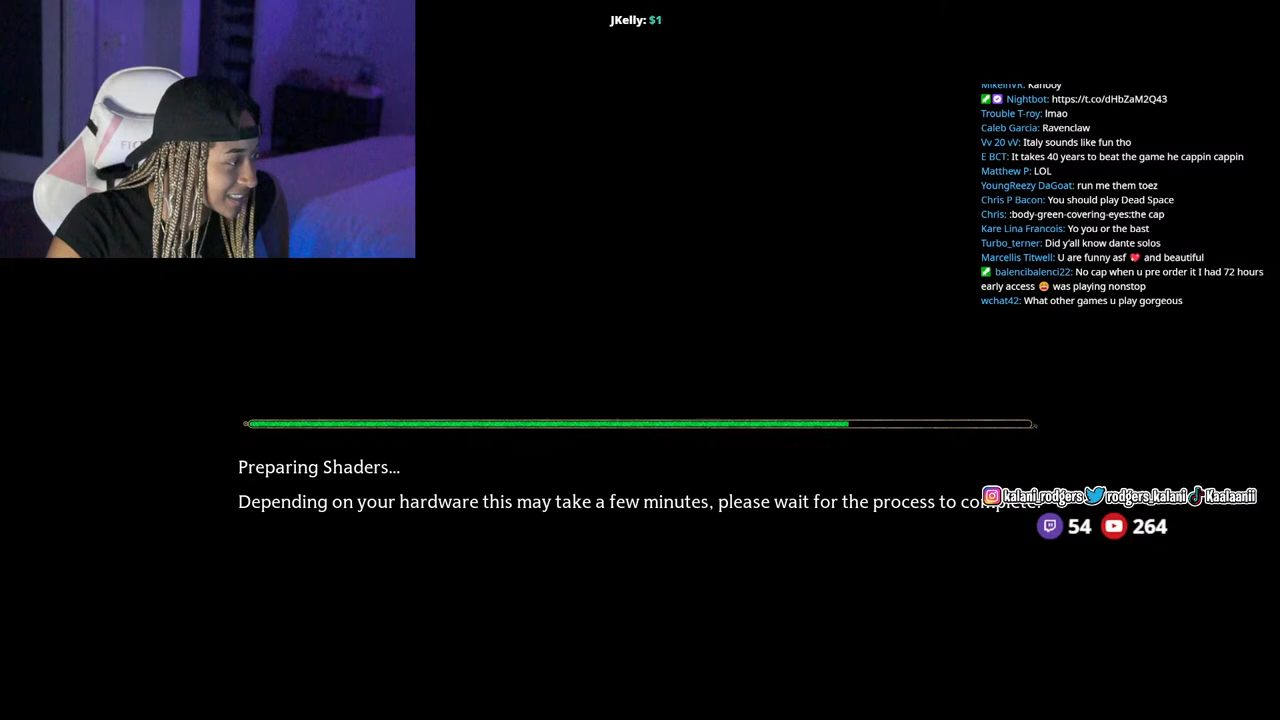 JKelly: $1
MikeInVR: Kahooy
Nightbot: https://t.co/dHbZaM2Q43
Trouble T-roy: lmao
Caleb Garcia: Ravenclaw
Vv 20 vV: Italy sounds like fun tho
E BCT: It takes 40 years to beat the game he cappin cappin
Matthew P: LOL
YoungReezy DaGoat: run me them toez
Chris P Bacon: You should play Dead Space
Chris: :body-green-covering-eyes:the cap
Kare Lina Francois: Yo you or the bast
Turbo_terner: Did y'all know dante solos
Marcellis Titwell: U are funny asf 💖 and beautiful
balencibalenci22: No cap when u pre order it I had 72 hours
early access 😩 was playing nonstop
wchat42: What other games u play gorgeous
Preparing Shaders...
Depending on your hardware this may take a few minutes, please wait for the process to complete.
kalani_rodgers rodgers_kalani Kaalaanii
54 264